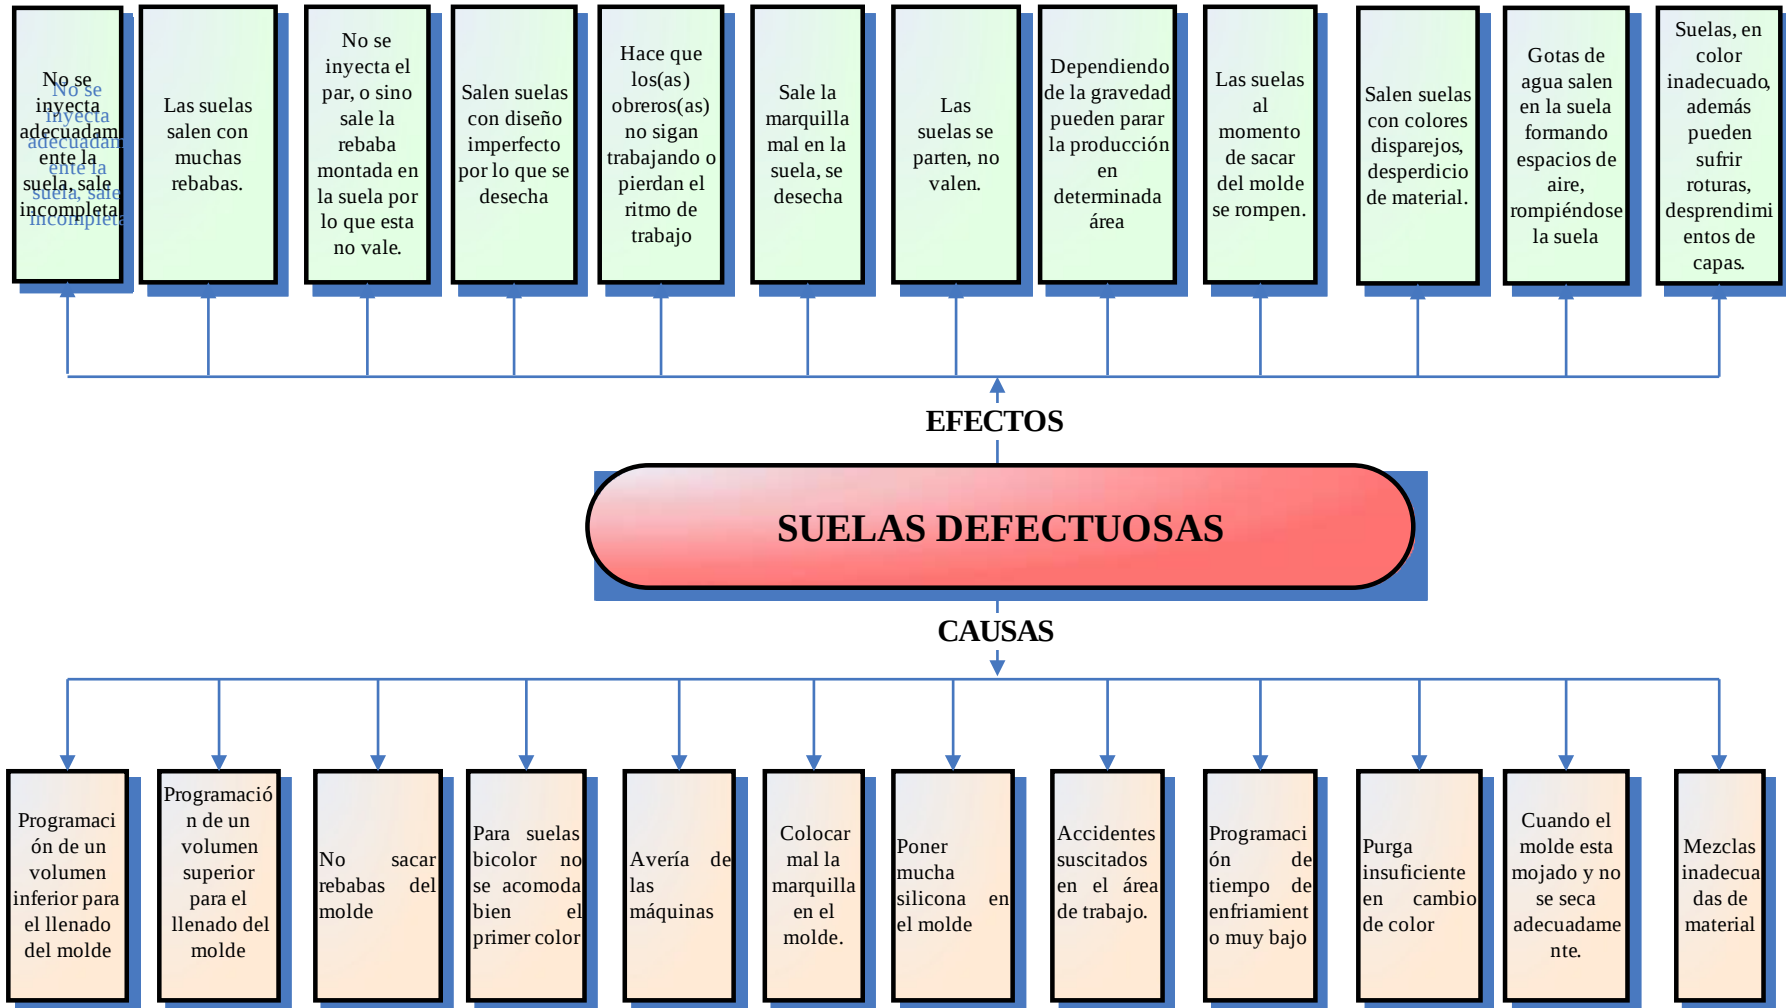 No se
inyecta
adecuadam
ente la
suela, sale
incompleta
No se
inyecta
adecuadam
ente la
suela, sale
incompleta
Las suelas
salen con
muchas
rebabas.
No se
inyecta el
par, o sino
sale la
rebaba
montada en
la suela por
lo que esta
no vale.
Salen suelas
con diseño
imperfecto
por lo que se
desecha
Hace que
los(as)
obreros(as)
no sigan
trabajando o
pierdan el
ritmo de
trabajo
Sale la
marquilla
mal en la
suela, se
desecha
Las
suelas se
parten, no
valen.
Dependiendo
de la gravedad
pueden parar
la producción
en
determinada
área
Las suelas
al
momento
de sacar
del molde
se rompen.
Salen suelas
con colores
disparejos,
desperdicio
de material.
Gotas de
agua salen
en la suela
formando
espacios de
aire,
rompiéndose
la suela
Suelas, en
color
inadecuado,
además
pueden
sufrir
roturas,
desprendimi
entos de
capas.
EFECTOS
SUELAS DEFECTUOSAS
CAUSAS
Programaci
ón de un
volumen
inferior para
el llenado
del molde
Programació
n de un
volumen
superior
para el
llenado del
molde
No sacar
rebabas del
molde
Para suelas
bicolor no
se acomoda
bien el
primer color
Avería de
las
máquinas
Colocar
mal la
marquilla
en el
molde.
Poner
mucha
silicona en
el molde
Accidentes
suscitados
en el área
de trabajo.
Programaci
ón de
tiempo de
enfriamient
o muy bajo
Purga
insuficiente
en cambio
de color
Cuando el
molde esta
mojado y no
se seca
adecuadame
nte.
Mezclas
inadecua
das de
material